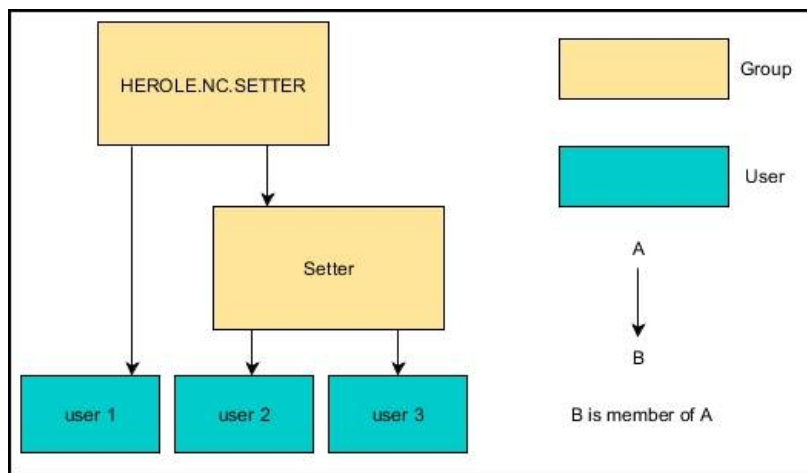 HEROLE.NC.SETTER
Group
User
Setter
A
B
user 1
user 2
user 3
B is member of A